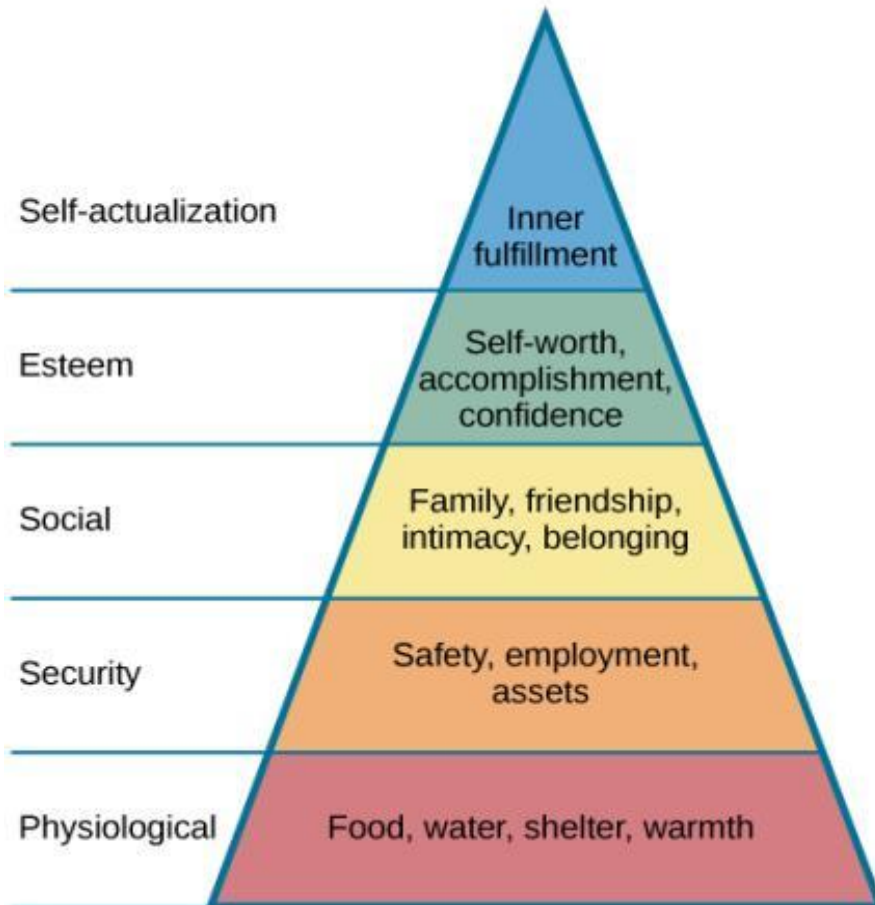 Self-actualization
Inner
fulfillment
Esteem
Self-worth,
accomplishment,
confidence
Social
Family, friendship,
intimacy, belonging
Security
Safety, employment,
assets
Physiological
Food, water, shelter, warmth